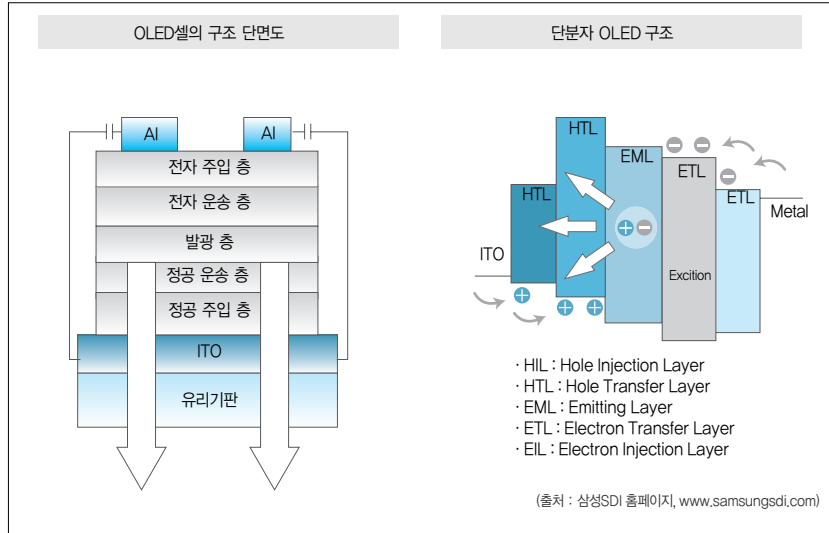 OLED셀의 구조 단면도
AI
AI
전자 주입 층
전자 운송 층
발광 층
정공 운송 층
정공 주입 층
ITO
유리기판
단분자 OLED 구조
HTL
EML
ETL
HTL
ETL
Metal
ITO
Excition
· HIL : Hole Injection Layer
· HTL : Hole Transfer Layer
· EML : Emitting Layer
· ETL : Electron Transfer Layer
· EIL : Electron Injection Layer
(출처 : 삼성SDI 홈페이지, www.samsungsdi.com)